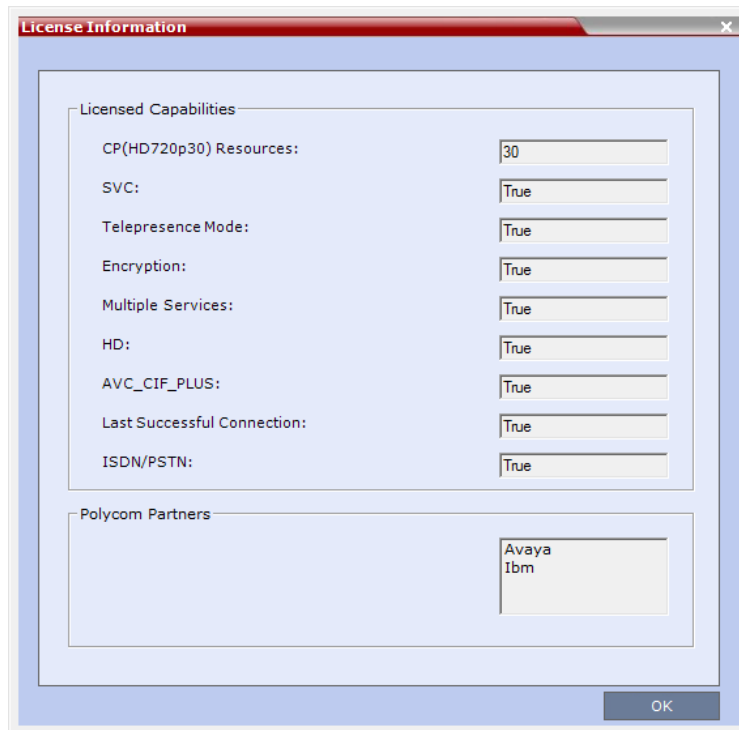 License Information
Licensed Capabilities
CP(HD720p30) Resources: 30
SVC: True
Telepresence Mode: True
Encryption: True
Multiple Services: True
HD: True
AVC_CIF_PLUS: True
Last Successful Connection: True
ISDN/PSTN: True
Polycom Partners
Avaya
Ibm
OK